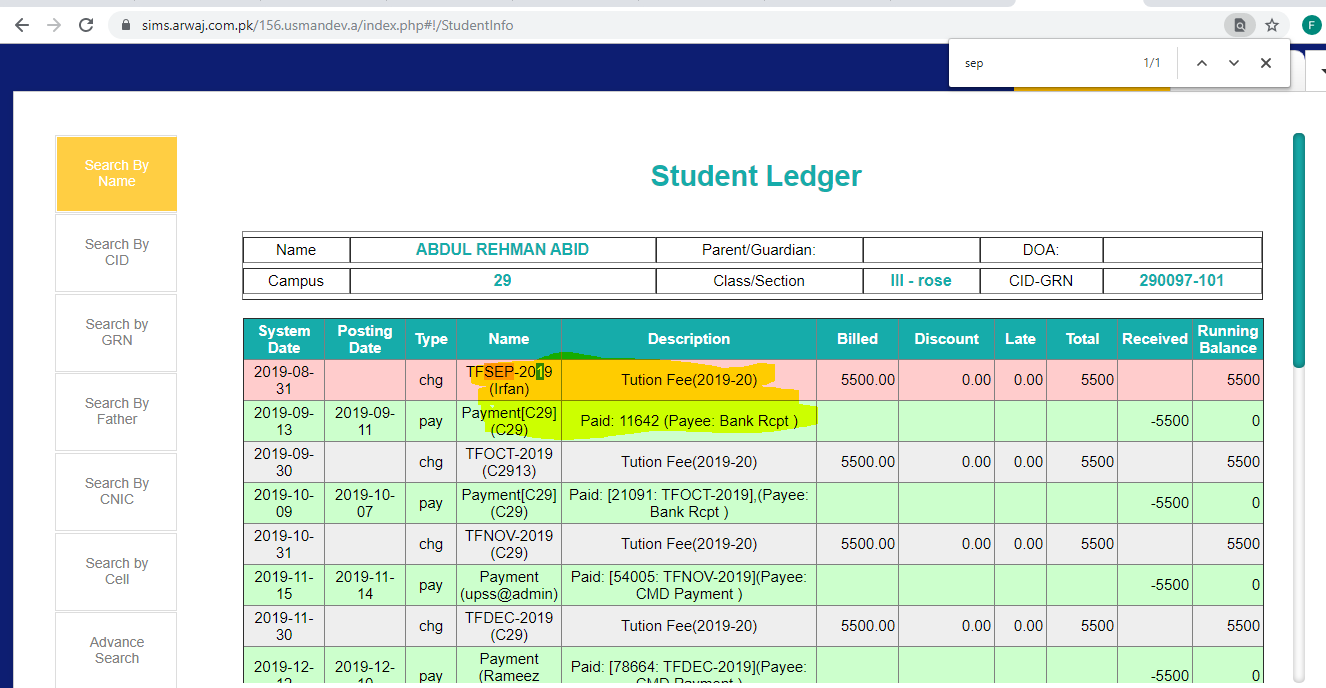 sims.arwaj.com.pk/156.usmandev.a/index.php#!/StudentInfo
F
sep 1/1
Search By
Name
Search By
CID
Search by
GRN
Search By
Father
Search By
CNIC
Search by
Cell
Advance
Search
Student Ledger
Name ABDUL REHMAN ABID Parent/Guardian: DOA:
Campus 29 Class/Section III - rose CID-GRN 290097-101
System Date Posting Date Type Name Description Billed Discount Late Total Received Running Balance
2019-08-31 chg TFSEP-2019 (Irfan) Tution Fee(2019-20) 5500.00 0.00 0.00 5500 5500
2019-09-13 2019-09-11 pay Payment[C29] (C29) Paid: 11642 (Payee: Bank Rcpt ) -5500 0
2019-09-30 chg TFOCT-2019 (C2913) Tution Fee(2019-20) 5500.00 0.00 0.00 5500 5500
2019-10-09 2019-10-07 pay Payment[C29] (C29) Paid: [21091: TFOCT-2019],(Payee: Bank Rcpt ) -5500 0
2019-10-31 chg TFNOV-2019 (C29) Tution Fee(2019-20) 5500.00 0.00 0.00 5500 5500
2019-11-15 2019-11-14 pay Payment (upss@admin) Paid: [54005: TFNOV-2019](Payee: CMD Payment ) -5500 0
2019-11-30 chg TFDEC-2019 (C29) Tution Fee(2019-20) 5500.00 0.00 0.00 5500 5500
2019-12- 2019-12- pay Payment (Rameez Paid: [78664: TFDEC-2019](Payee: CMD Payment ) -5500 0